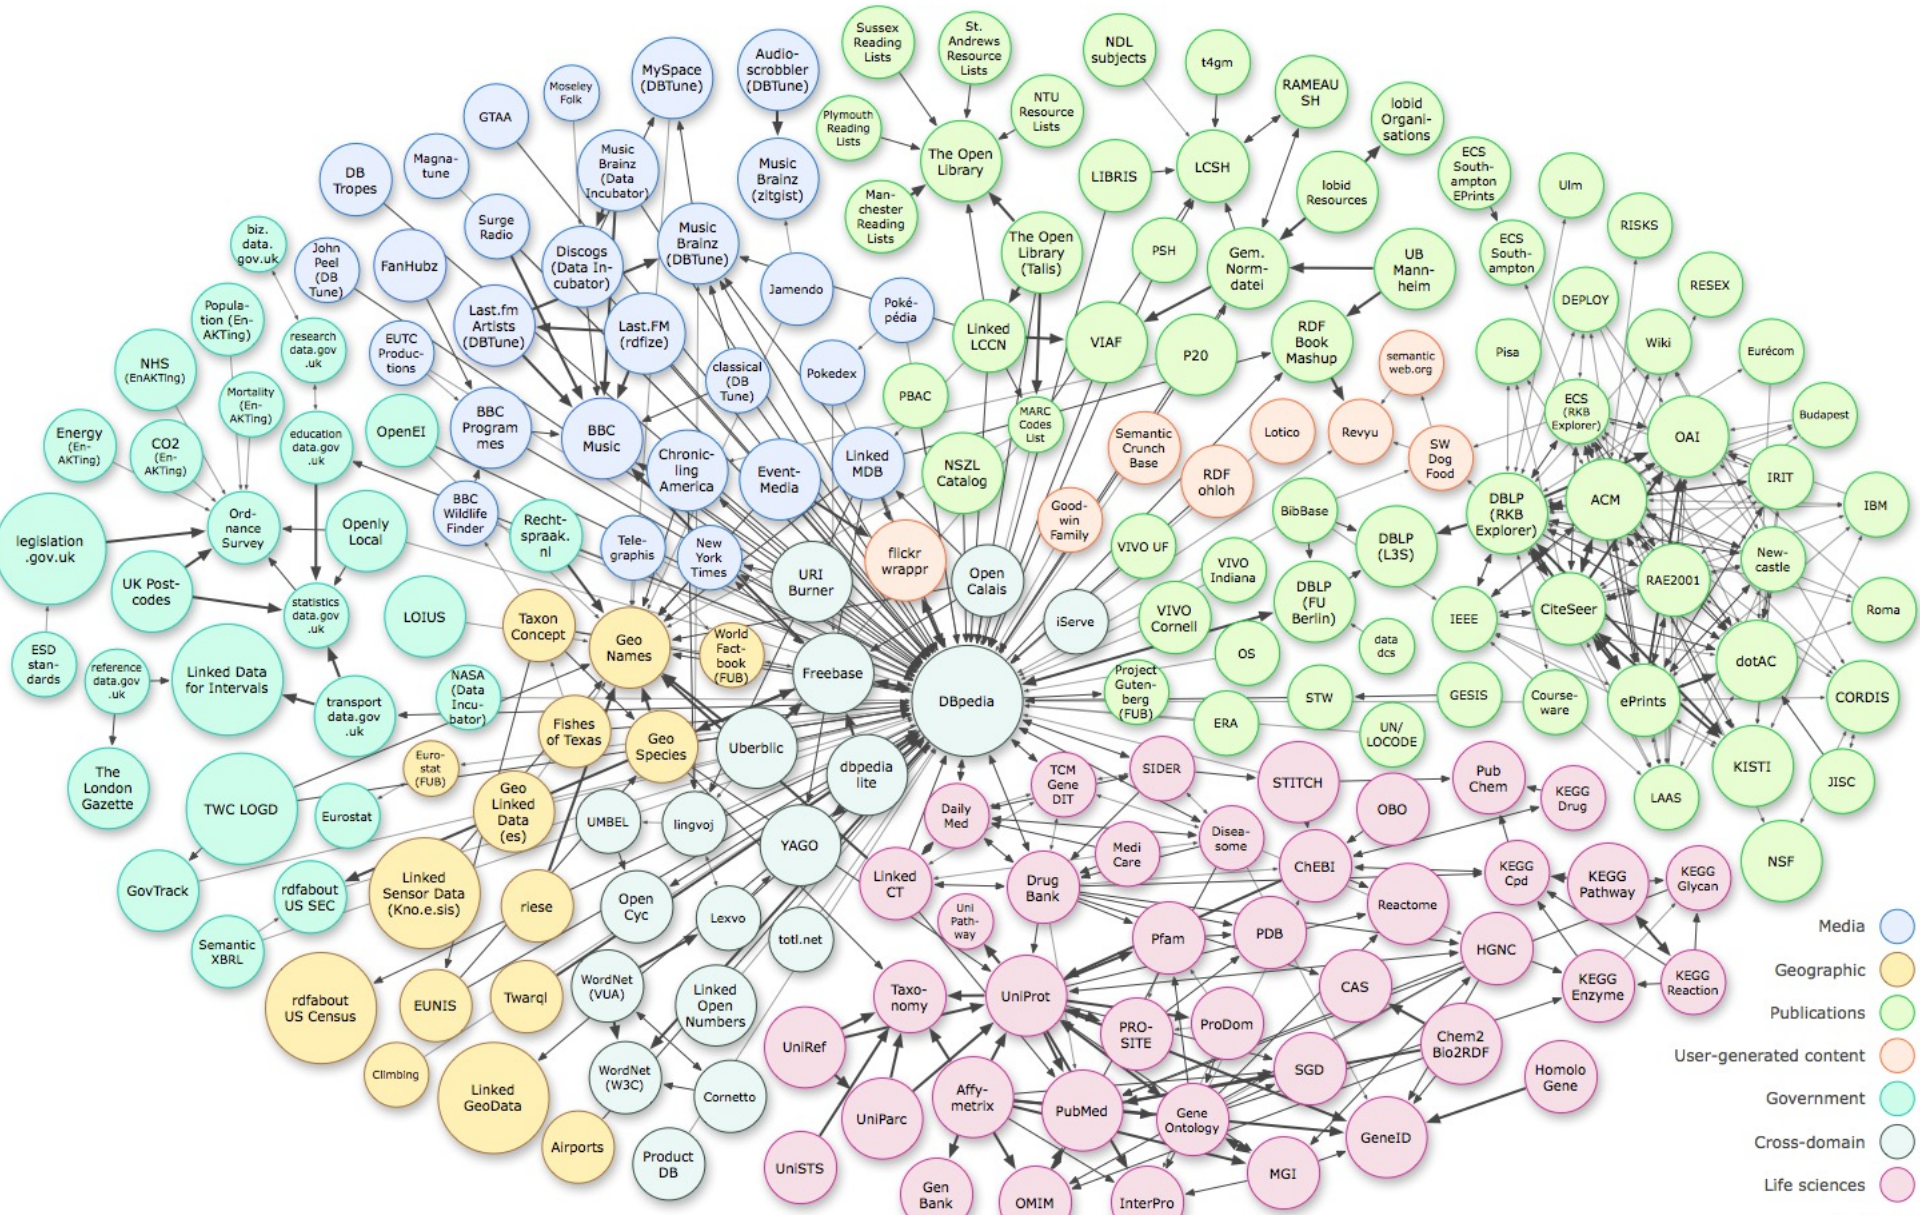 Sussex
Reading
Lists
St.
Andrews
Resource
Lists
NDL
subjects
t4gm
RAMEAU
SH
lobid
Organi-
sations
Audio-
scrobbler
(DBTune)
MySpace
(DBTune)
Moseley
Folk
GTAA
Plymouth
Reading
Lists
NTU
Resource
Lists
The Open
Library
LIBRIS
LCSH
lobid
Resources
ECS
South-
ampton
EPrints
Ulm
DB
Tropes
Magna-
tune
Music
Brainz
(Data
Incubator)
Music
Brainz
(zitgist)
Man-
chester
Reading
Lists
The Open
Library
(Talis)
PSH
Gem.
Norm-
datei
UB
Mann-
heim
ECS
South-
ampton
RISKS
biz.
data.
gov.uk
John
Peel
(DB
Tune)
FanHubz
Surge
Radio
Discogs
(Data In-
cubator)
Music
Brainz
(DBTune)
Jamendo
Poké-
pédia
Linked
LCCN
VIAF
P20
RDF
Book
Mashup
DEPLOY
RESEX
Popula-
tion (En-
AKTing)
research
data.gov
.uk
EUTC
Produc-
tions
Last.fm
Artists
(DBTune)
Last.FM
(rdfize)
classical
(DB
Tune)
Pokedex
PBAC
MARC
Codes
List
semantic
web.org
Pisa
Wiki
Eurécom
NHS
(EnAKTing)
Mortality
(En-
AKTing)
Energy
(En-
AKTing)
CO2
(En-
AKTing)
education
data.gov
.uk
OpenEI
BBC
Program
mes
BBC
Music
Chronic-
ling
America
Event-
Media
Linked
MDB
NSZL
Catalog
Semantic
Crunch
Base
RDF
ohloh
Lotico
Revyu
SW
Dog
Food
ECS
(RKB
Explorer)
OAI
Budapest
legislation
.gov.uk
Ord-
nance
Survey
Openly
Local
BBC
Wildlife
Finder
Recht-
spraak.
nl
Tele-
graphis
New
York
Times
URI
Burner
flickr
wrappr
Open
Calais
Good-
win
Family
VIVO UF
VIVO
Indiana
BibBase
DBLP
(L3S)
DBLP
(RKB
Explorer)
ACM
IRIT
IBM
UK Post-
codes
statistics
data.gov
.uk
LOIUS
Taxon
Concept
Geo
Names
World
Fact-
book
(FUB)
Freebase
DBpedia
iServe
VIVO
Cornell
DBLP
(FU
Berlin)
data
dcs
IEEE
CiteSeer
RAE2001
New-
castle
Roma
ESD
stan-
dards
reference
data.gov
.uk
Linked Data
for Intervals
transport
data.gov
.uk
NASA
(Data
Incu-
bator)
Fishes
of Texas
Geo
Species
Uberblic
dbpedia
lite
Project
Guten-
berg
(FUB)
OS
ERA
STW
UN/
LOCODE
GESIS
Course-
ware
ePrints
dotAC
CORDIS
The
London
Gazette
TWC LOGD
Eurostat
Euro-
stat
(FUB)
Geo
Linked
Data
(es)
UMBEL
lingvoj
YAGO
Daily
Med
TCM
Gene
DIT
SIDER
STITCH
OBO
Pub
Chem
KEGG
Drug
LAAS
KISTI
JISC
NSF
GovTrack
rdfabout
US SEC
Semantic
XBRL
Linked
Sensor Data
(Kno.e.sis)
riese
Open
Cyc
Lexvo
totl.net
Linked
CT
Uni
Path-
way
Drug
Bank
Medi
Care
Disea-
some
ChEBI
Reactome
KEGG
Cpd
KEGG
Pathway
KEGG
Glycan
rdfabout
US Census
EUNIS
Twarql
WordNet
(VUA)
Linked
Open
Numbers
Taxo-
nomy
UniProt
Pfam
PDB
CAS
HGNC
KEGG
Enzyme
KEGG
Reaction
Climbing
Linked
GeoData
Airports
WordNet
(W3C)
Cornetto
Product
DB
UniRef
UniParc
UniSTS
Affy-
metrix
Gen
Bank
OMIM
PubMed
PRO-
SITE
ProDom
Gene
Ontology
InterPro
MGI
SGD
GeneID
Chem2
Bio2RDF
Homolo
Gene
Media
Geographic
Publications
User-generated content
Government
Cross-domain
Life sciences